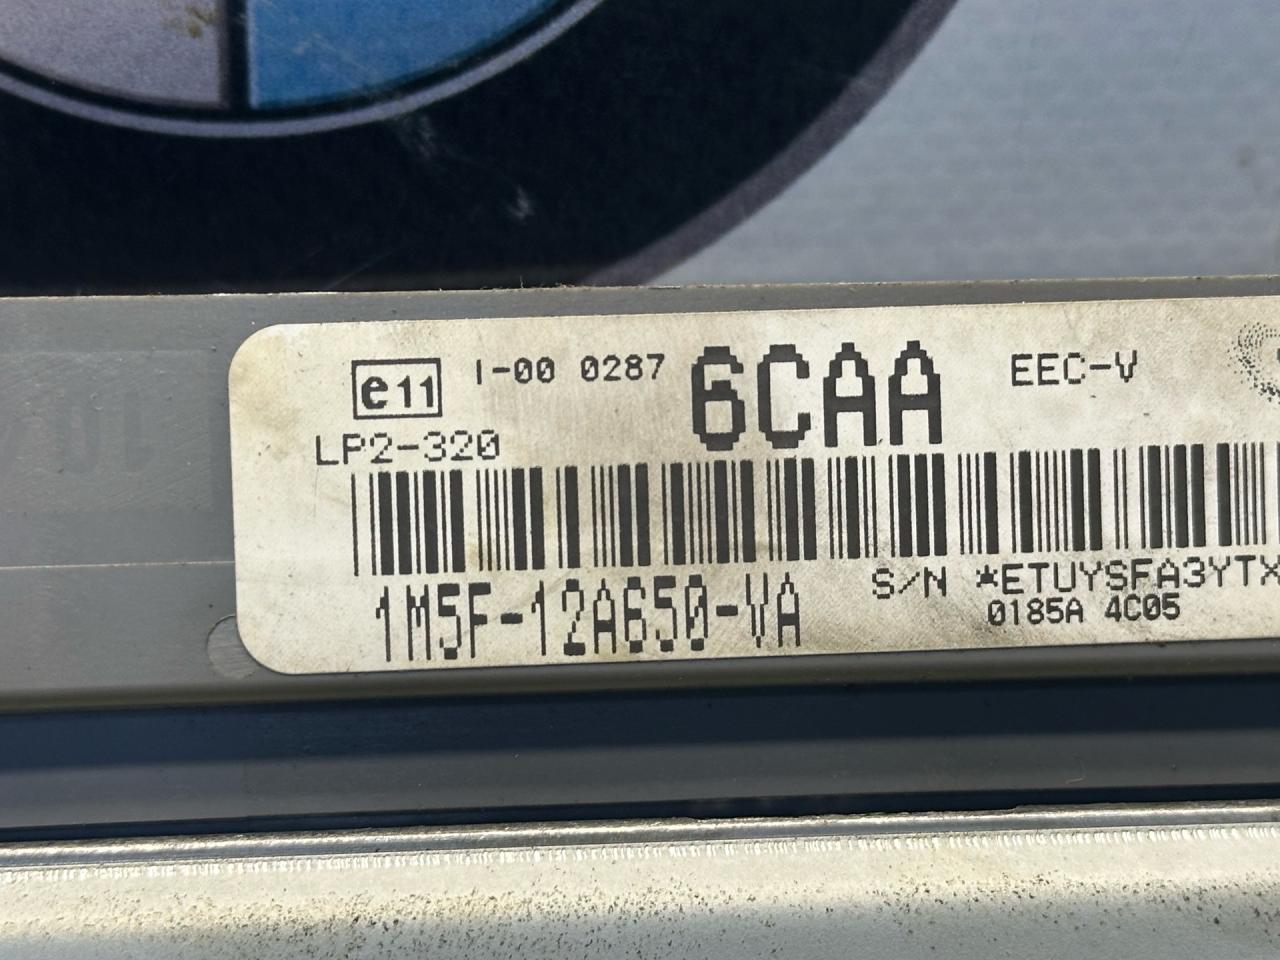 e11 I-00 0287 6CAA EEC-V
LP2-320
1M5F-12A650-VA
S/N *ETUYSFA3YTX
0185A 4C05